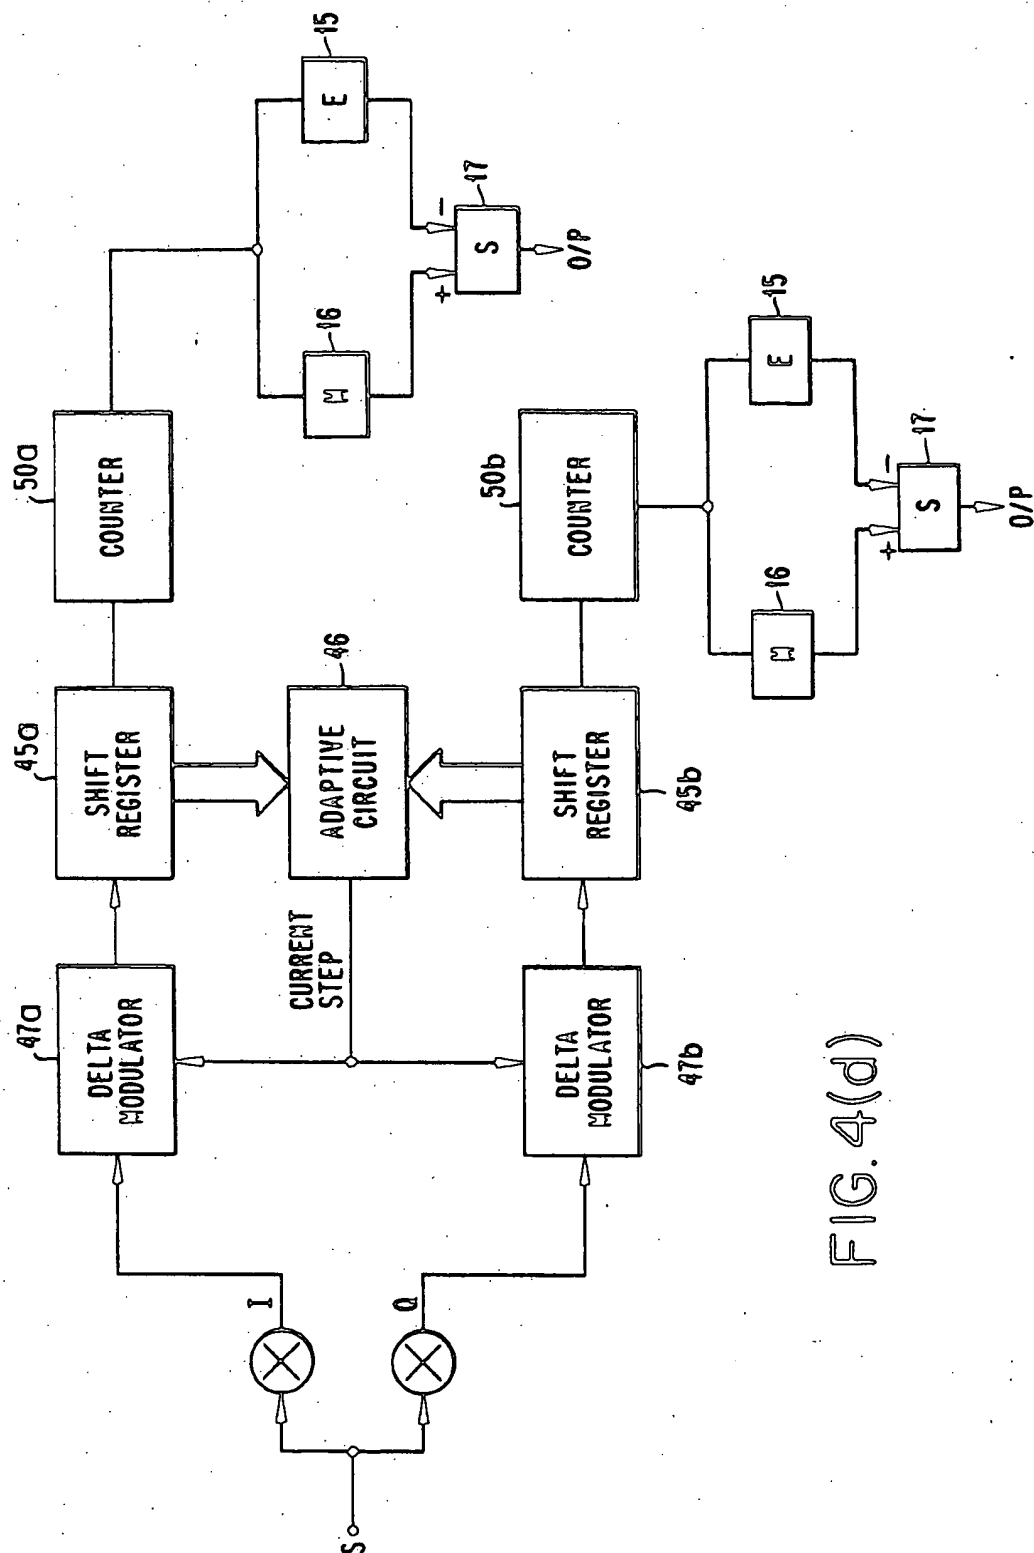 S
I
Q
47a
DELTA
MODULATOR
47b
DELTA
MODULATOR
CURRENT
STEP
45a
SHIFT
REGISTER
46
ADAPTIVE
CIRCUIT
45b
SHIFT
REGISTER
50a
COUNTER
50b
COUNTER
16
M
15
E
+
-
17
S
O/P
16
M
15
E
+
-
17
S
O/P
FIG. 4(d)